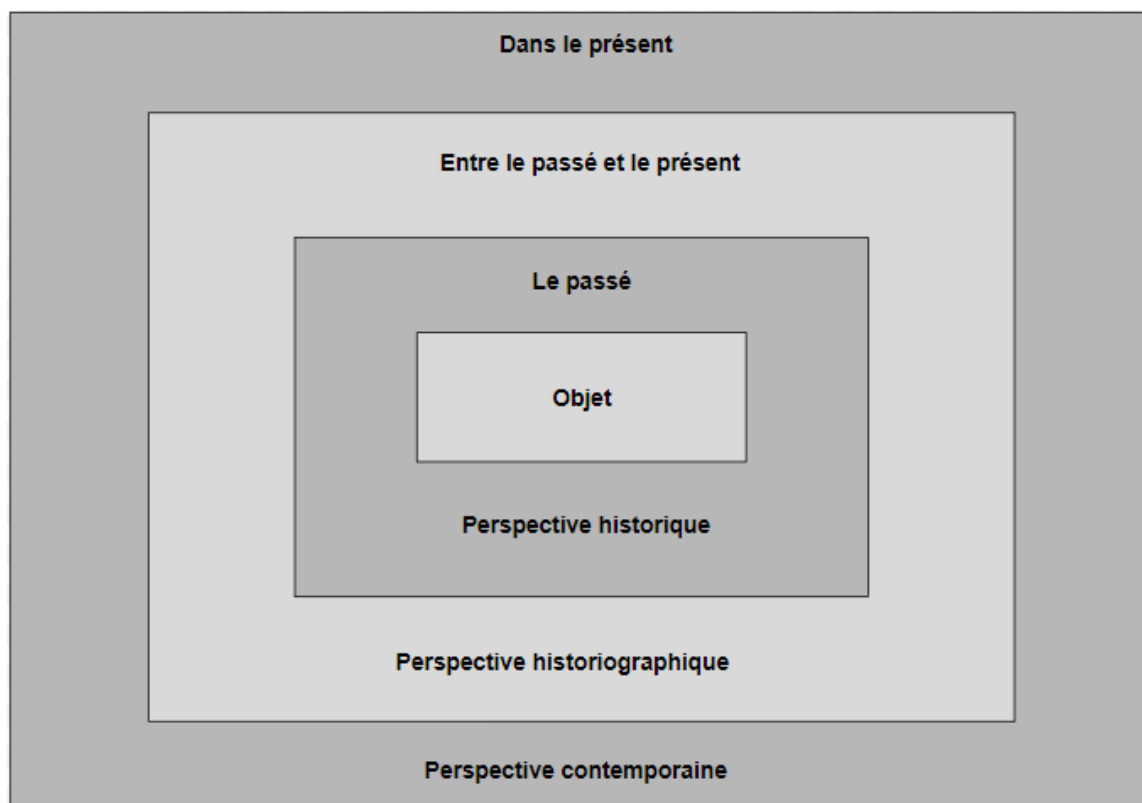 Dans le présent
Entre le passé et le présent
Le passé
Objet
Perspective historique
Perspective historiographique
Perspective contemporaine